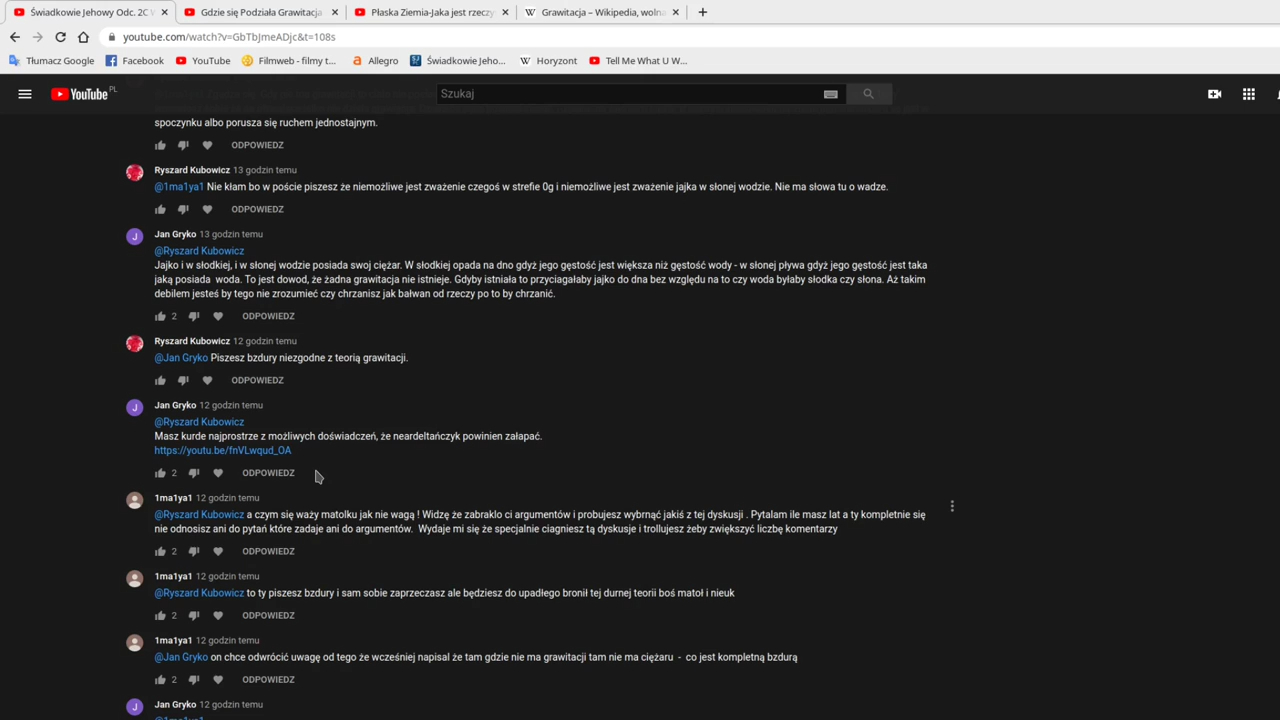 Świadkowie Jehowy Odc. 2C W
Gdzie się Podziała Grawitacja
Płaska Ziemia-Jaka jest rzeczy
Grawitacja – Wikipedia, wolna
youtube.com/watch?v=GbTbJmeADjc&t=108s
Tłumacz Google
Facebook
YouTube
Filmweb - filmy t...
Allegro
Świadkowie Jeho...
Horyzont
Tell Me What U W...
YouTube PL
Szukaj
spoczynku albo porusza się ruchem jednostajnym.
ODPOWIEDZ
Ryszard Kubowicz 13 godzin temu
@1ma1ya1 Nie kłam bo w poście piszesz że niemożliwe jest zważenie czegoś w strefie 0g i niemożliwe jest zważenie jajka w słonej wodzie. Nie ma słowa tu o wadze.
ODPOWIEDZ
J
Jan Gryko 13 godzin temu
@Ryszard Kubowicz
Jajko i w słodkiej, i w słonej wodzie posiada swoj ciężar. W słodkiej opada na dno gdyż jego gęstość jest większa niż gęstość wody - w słonej pływa gdyż jego gęstość jest taka
jaką posiada woda. To jest dowod, że żadna grawitacja nie istnieje. Gdyby istniała to przyciągałaby jajko do dna bez względu na to czy woda byłaby słodka czy słona. Aż takim
debilem jesteś by tego nie zrozumieć czy chrzanisz jak bałwan od rzeczy po to by chrzanić.
2 ODPOWIEDZ
Ryszard Kubowicz 12 godzin temu
@Jan Gryko Piszesz bzdury niezgodne z teorią grawitacji.
ODPOWIEDZ
J
Jan Gryko 12 godzin temu
@Ryszard Kubowicz
Masz kurde najprostrze z możliwych doświadczeń, że neardeltańczyk powinien załapać.
https://youtu.be/fnVLwqud_OA
2 ODPOWIEDZ
1ma1ya1 12 godzin temu
@Ryszard Kubowicz a czym się waży matolku jak nie wagą ! Widzę że zabraklo ci argumentów i probujesz wybrnąć jakiś z tej dyskusji . Pytalam ile masz lat a ty kompletnie się
nie odnosisz ani do pytań które zadaje ani do argumentów. Wydaje mi się że specjalnie ciagniesz tą dyskusje i trollujesz żeby zwiększyć liczbę komentarzy
2 ODPOWIEDZ
1ma1ya1 12 godzin temu
@Ryszard Kubowicz to ty piszesz bzdury i sam sobie zaprzeczasz ale będziesz do upadłego bronił tej durnej teorii boś matoł i nieuk
2 ODPOWIEDZ
1ma1ya1 12 godzin temu
@Jan Gryko on chce odwrócić uwagę od tego że wcześniej napisal że tam gdzie nie ma grawitacji tam nie ma ciężaru - co jest kompletną bzdurą
2 ODPOWIEDZ
J
Jan Gryko 12 godzin temu
@1ma1ya1